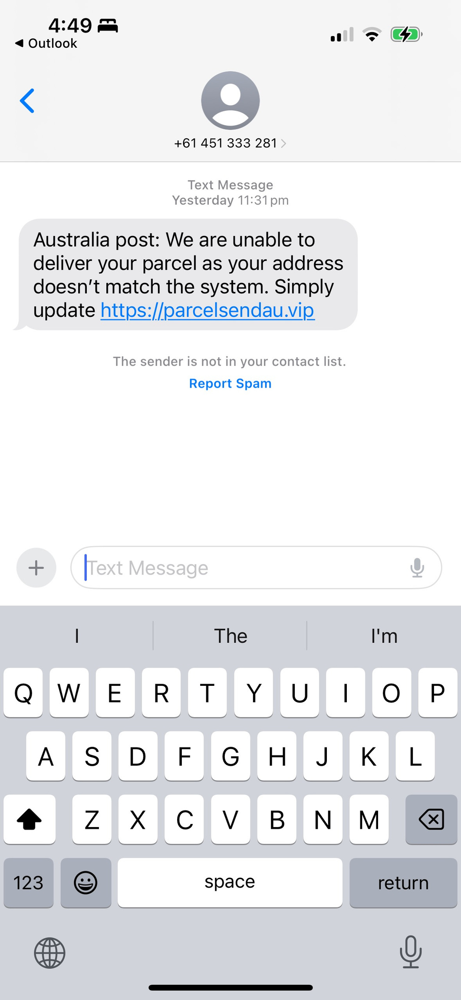 4:49
Outlook
+61 451 333 281
Text Message
Yesterday 11:31 pm
Australia post: We are unable to
deliver your parcel as your address
doesn’t match the system. Simply
update https://parcelsendau.vip
The sender is not in your contact list.
Report Spam
Text Message
I The I'm
Q W E R T Y U I O P
A S D F G H J K L
Z X C V B N M
123 space return